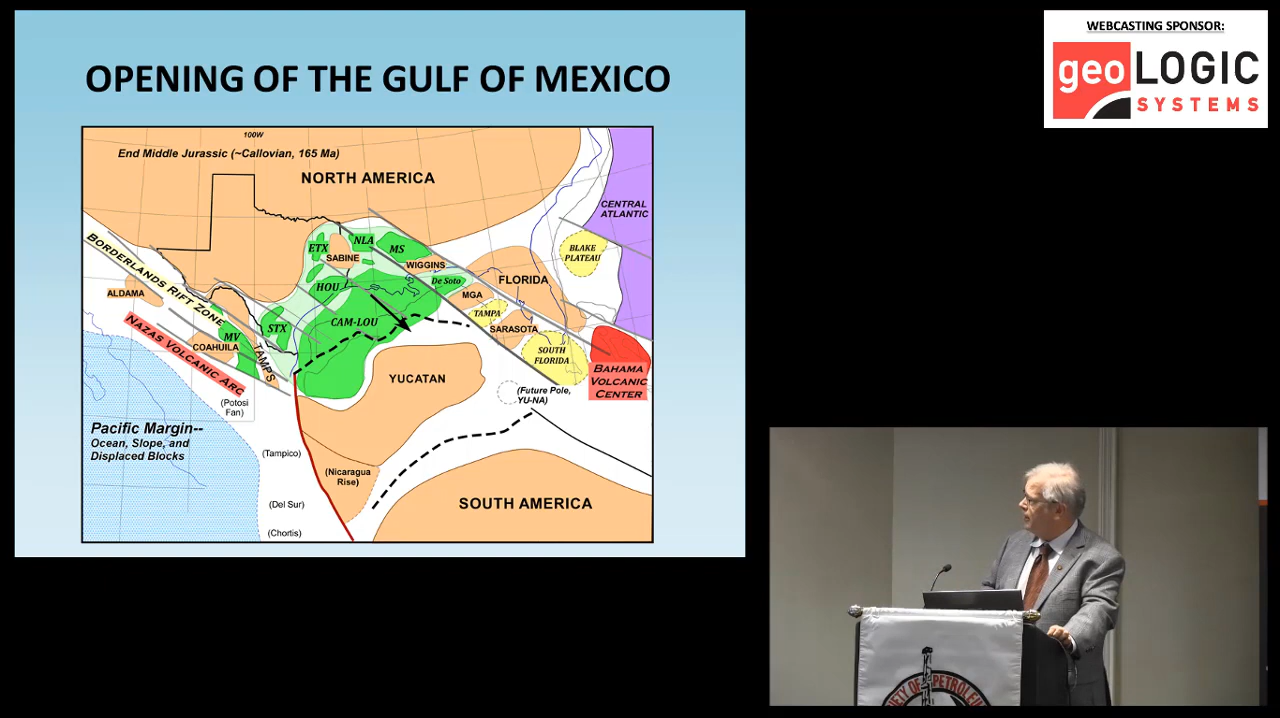 OPENING OF THE GULF OF MEXICO
100W
End Middle Jurassic (~Callovian, 165 Ma)
NORTH AMERICA
CENTRAL
ATLANTIC
BLAKE
PLATEAU
BORDERLANDS RIFT ZONE
ALDAMA
ETX
SABINE
NLA
MS
WIGGINS
HOU
De Soto
FLORIDA
MGA
TAMPA
SARASOTA
SOUTH
FLORIDA
STX
CAM-LOU
MV
COAHUILA
TAMPS
NAZAS VOLCANIC ARC
BAHAMA
VOLCANIC
CENTER
YUCATAN
(Future Pole,
YU-NA)
(Potosi
Fan)
Pacific Margin--
Ocean, Slope, and
Displaced Blocks
(Tampico)
(Nicaragua
Rise)
(Del Sur)
(Chortis)
SOUTH AMERICA
WEBCASTING SPONSOR:
geoLOGIC
SYSTEMS
OF PETROLEU